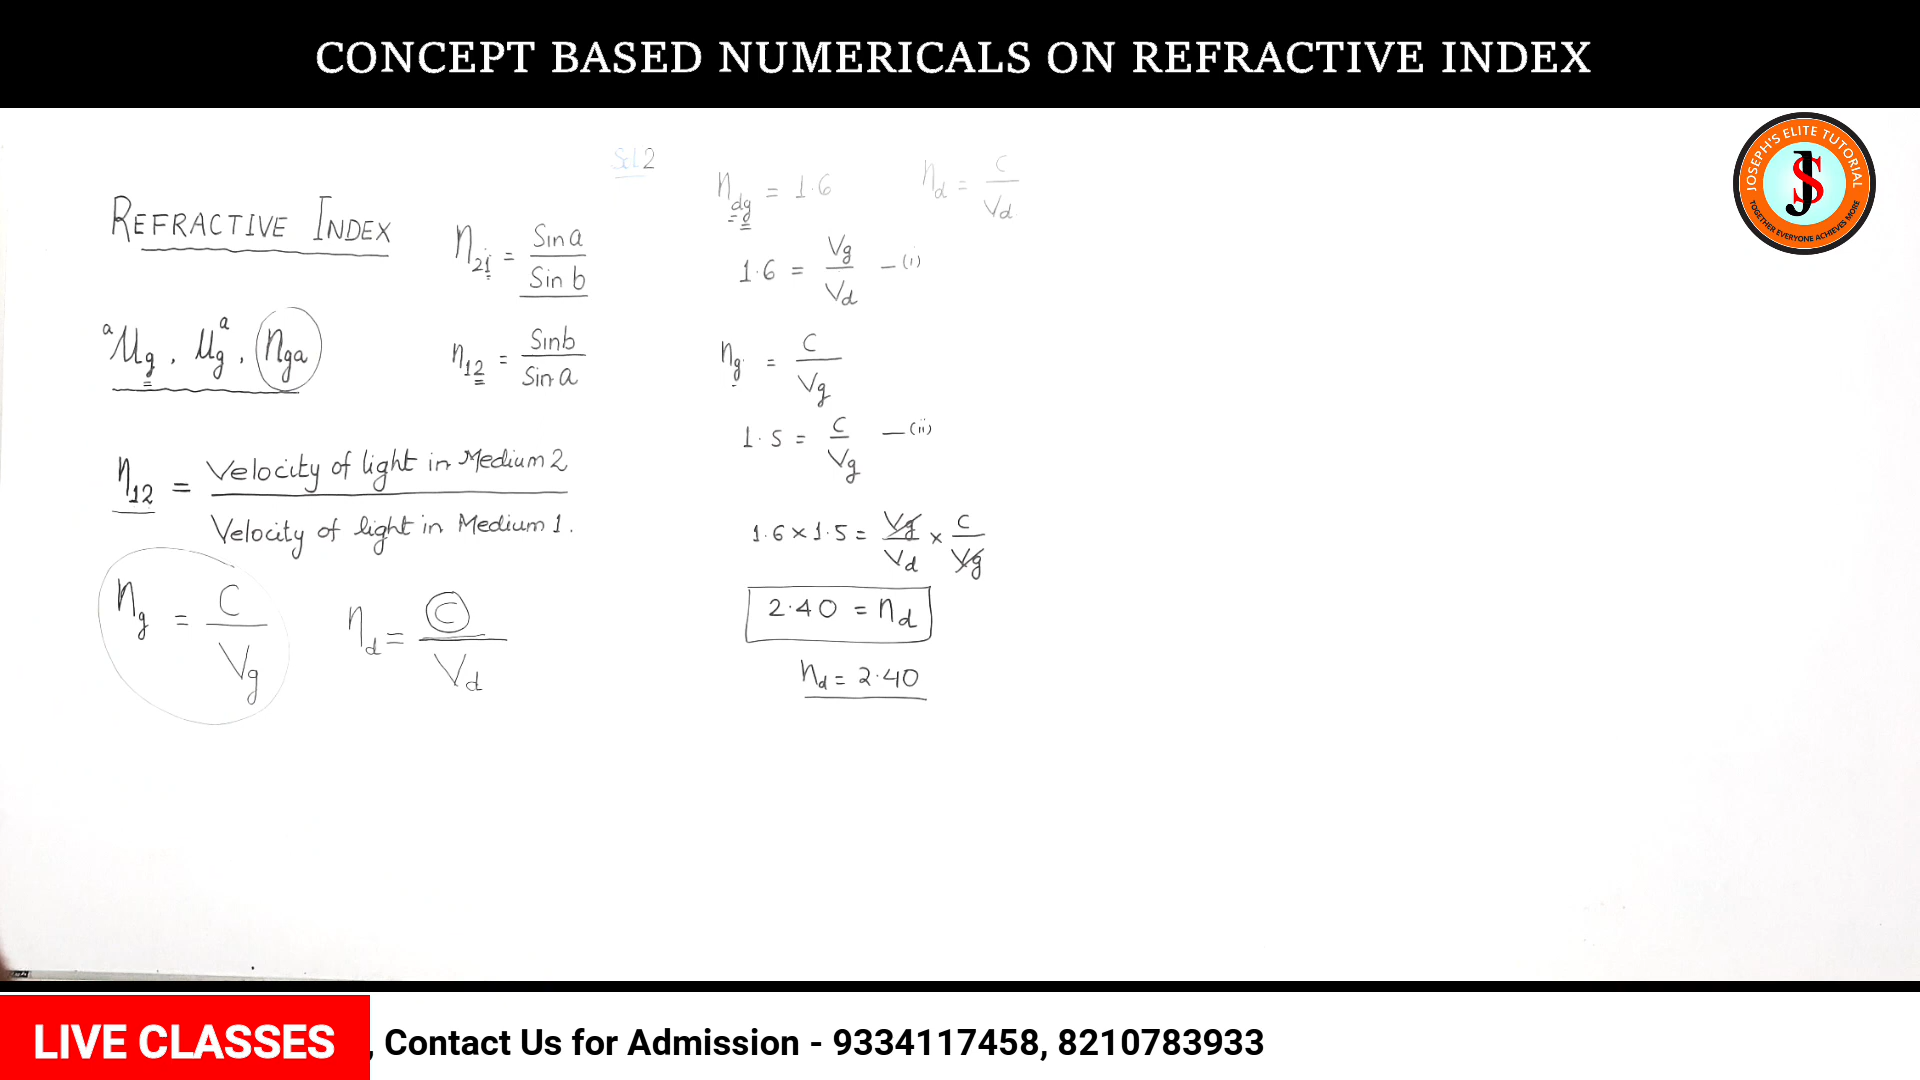 CONCEPT BASED NUMERICALS ON REFRACTIVE INDEX
JOSEPH'S ELITE TUTORIAL
JS
TOGETHER EVERYONE ACHIEVES MORE
REFRACTIVE INDEX
ᵃμg , μgᵃ , nga
n12 = Velocity of light in Medium 2 / Velocity of light in Medium 1.
ng = C / Vg
nd = C / Vd
n21 = Sin a / Sin b
n12 = Sin b / Sin a
Sol 2
ndg = 1.6
nd = C / Vd
1.6 = Vg / Vd — (i)
ng = C / Vg
1.5 = C / Vg — (ii)
1.6 × 1.5 = Vg / Vd × C / Vg
2.40 = nd
nd = 2.40
LIVE CLASSES
, Contact Us for Admission - 9334117458, 8210783933